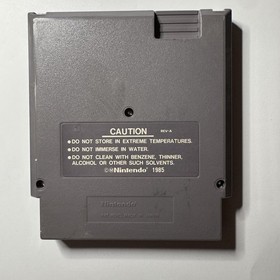 CAUTION
REV-A
●DO NOT STORE IN EXTREME TEMPERATURES.
●DO NOT IMMERSE IN WATER.
●DO NOT CLEAN WITH BENZENE, THINNER,
ALCOHOL OR OTHER SUCH SOLVENTS.
Nintendo® 1985
Nintendo